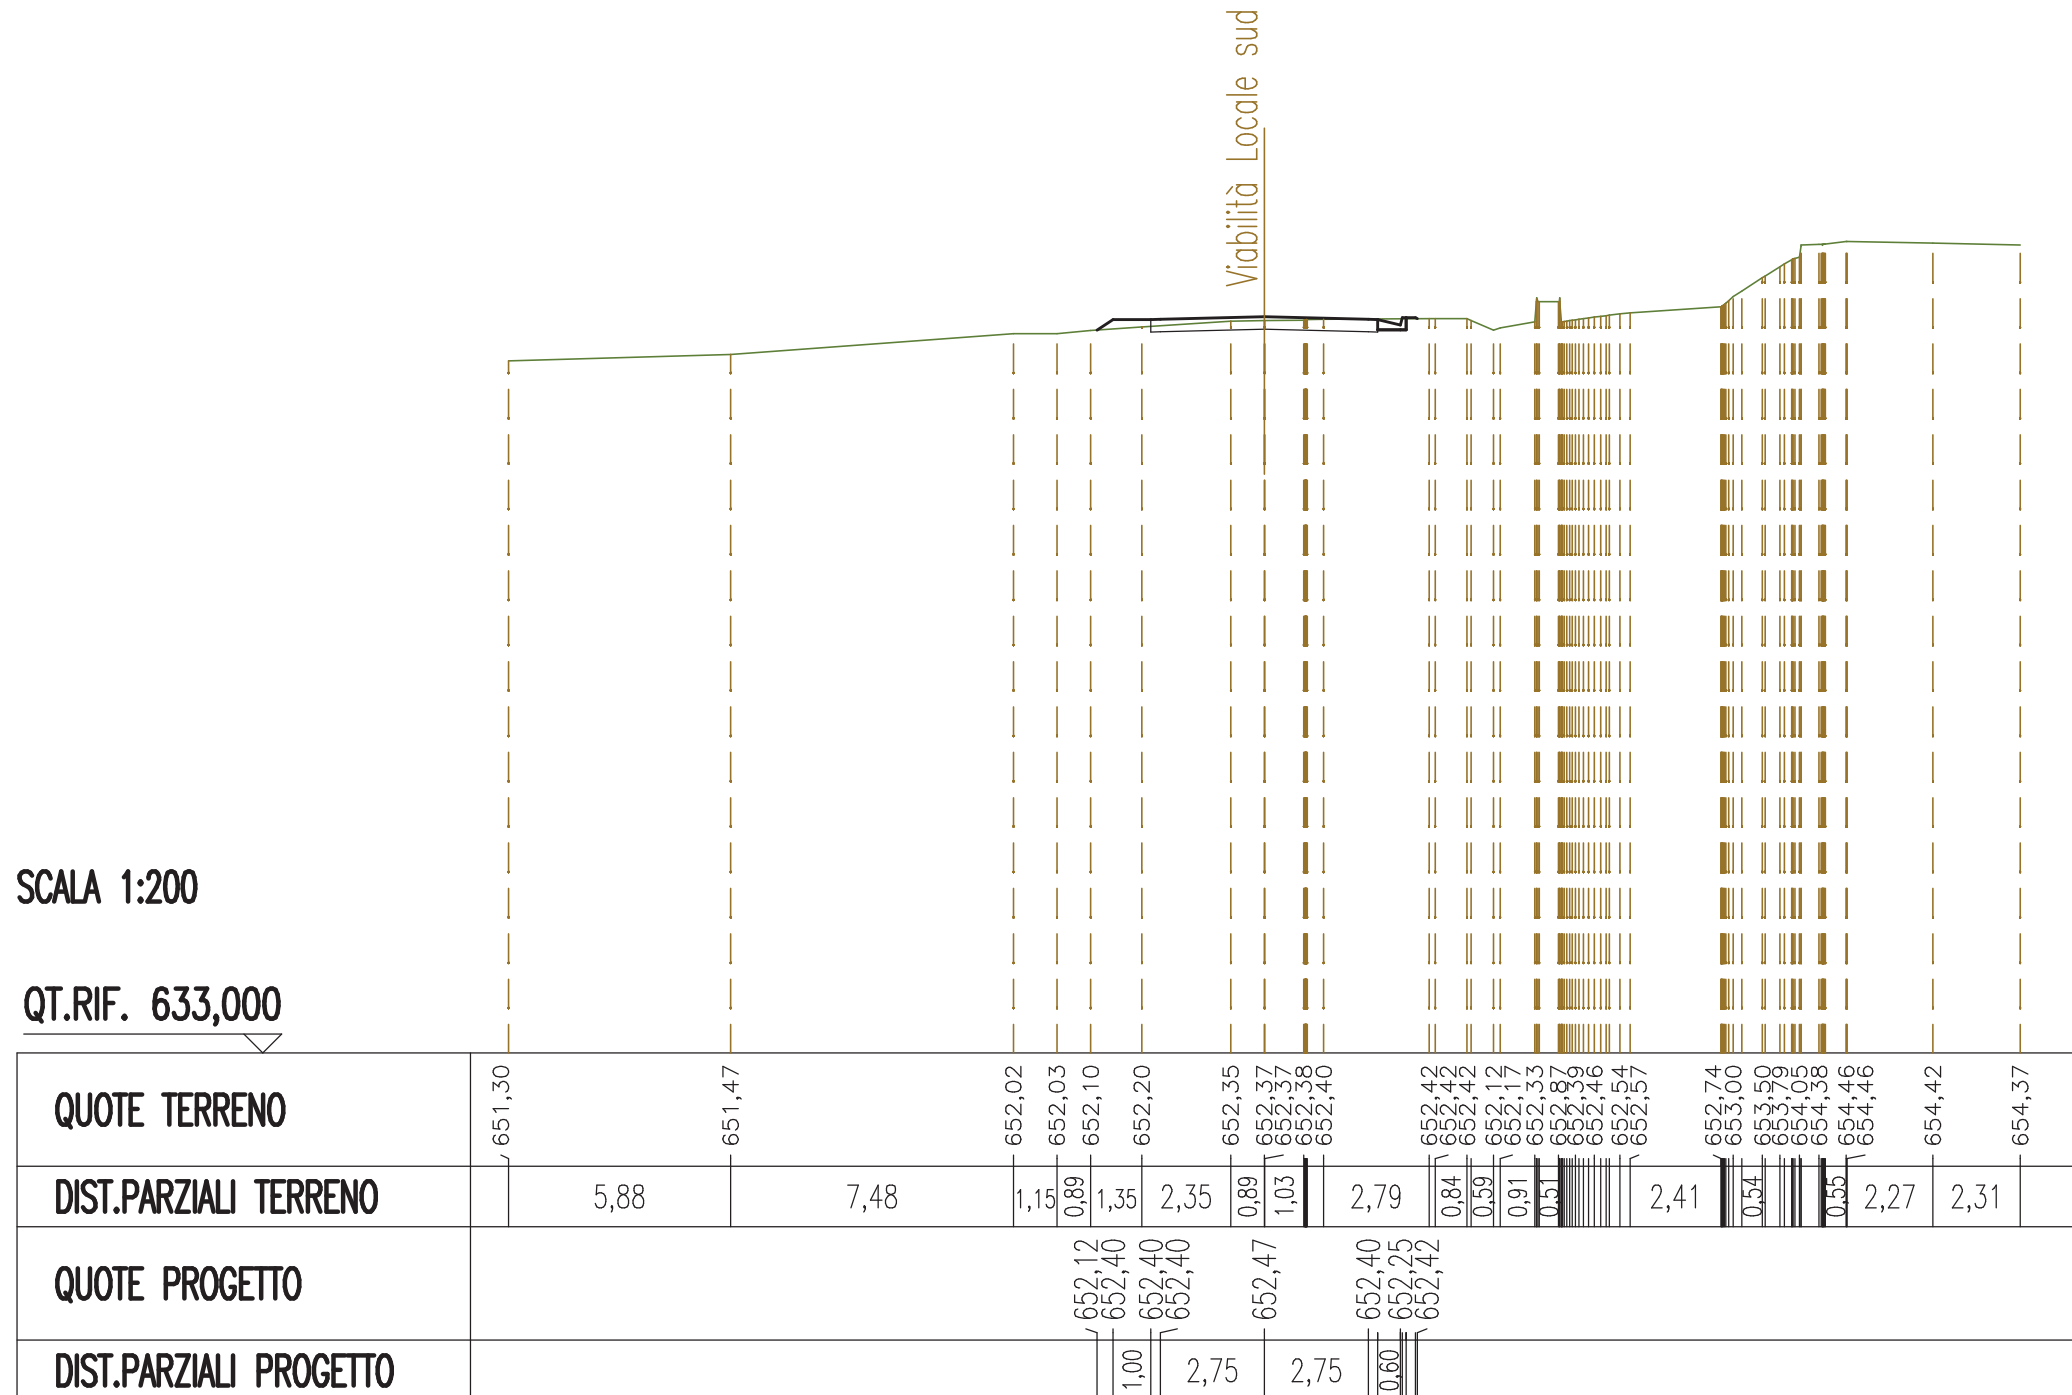 Viabilità Locale sud
SCALA 1:200
QT.RIF. 633,000
QUOTE TERRENO
651,30 651,47 652,02 652,03 652,10 652,20 652,35 652,37 652,37 652,38 652,40 652,42 652,42 652,42 652,12 652,17 652,33 652,87 652,39 652,46 652,54 652,57 652,74 653,00 653,50 653,79 654,05 654,38 654,46 654,46 654,42 654,37
DIST.PARZIALI TERRENO
5,88 7,48 1,15 0,89 1,35 2,35 0,89 1,03 2,79 0,84 0,59 0,91 0,51 2,41 0,54 0,55 2,27 2,31
QUOTE PROGETTO
652,12 652,40 652,40 652,40 652,47 652,40 652,25 652,42
DIST.PARZIALI PROGETTO
1,00 2,75 2,75 0,60